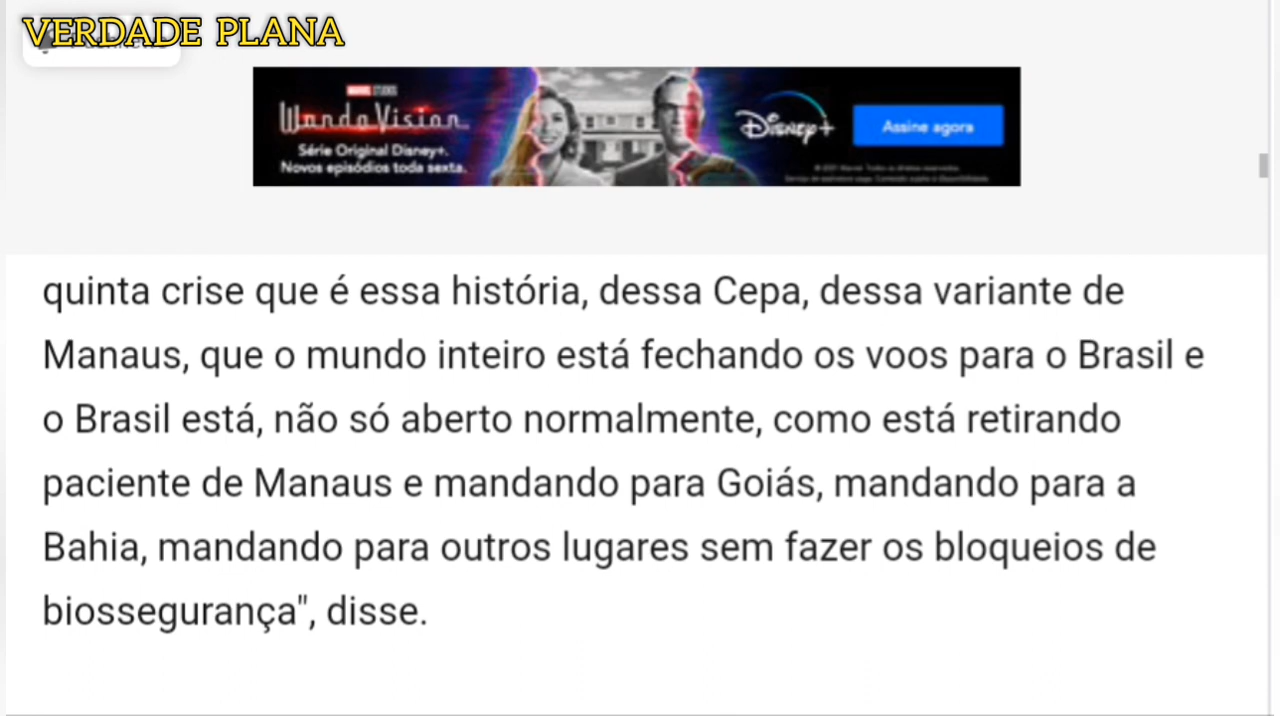 VERDADE PLANA
MARVEL STUDIOS
WandaVision
Série Original Disney+.
Novos episódios toda sexta.
Disney+
Assine agora
quinta crise que é essa história, dessa Cepa, dessa variante de
Manaus, que o mundo inteiro está fechando os voos para o Brasil e
o Brasil está, não só aberto normalmente, como está retirando
paciente de Manaus e mandando para Goiás, mandando para a
Bahia, mandando para outros lugares sem fazer os bloqueios de
biossegurança", disse.